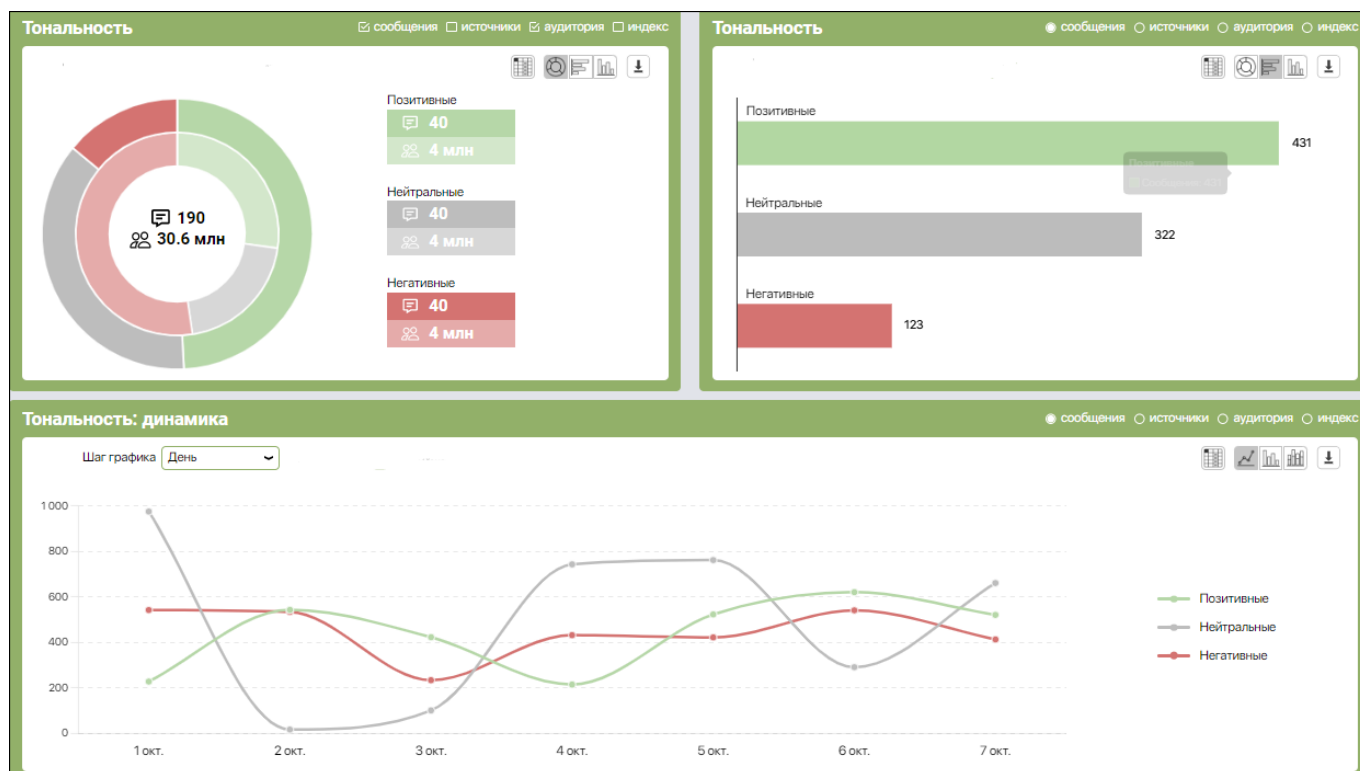 Тональность
сообщения источники аудитория индекс
Позитивные
40
4 млн
Нейтральные
40
4 млн
Негативные
40
4 млн
190
30.6 млн
Тональность
сообщения источники аудитория индекс
Позитивные
431
Позитивные
Сообщения: 431
Нейтральные
322
Негативные
123
Тональность: динамика
сообщения источники аудитория индекс
Шаг графика День
1000
800
600
400
200
0
1 окт. 2 окт. 3 окт. 4 окт. 5 окт. 6 окт. 7 окт.
Позитивные
Нейтральные
Негативные